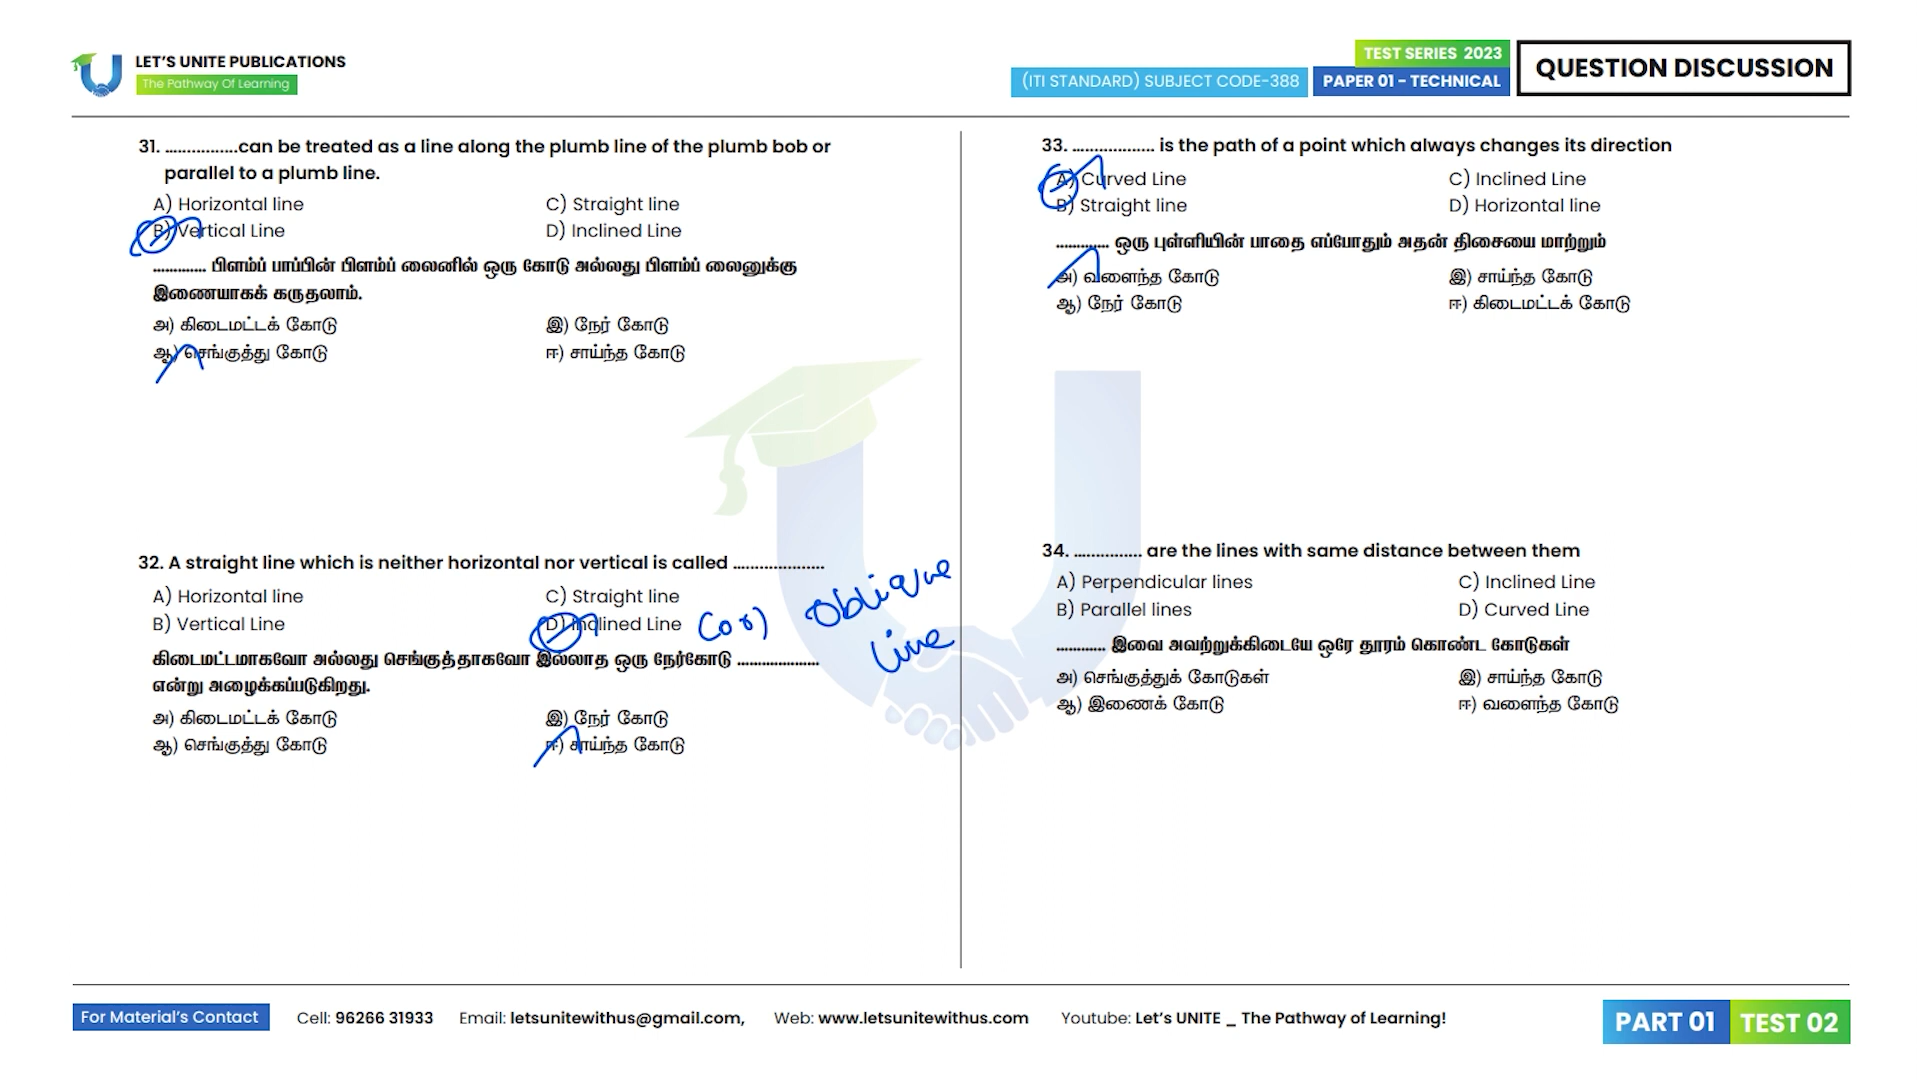 LET'S UNITE PUBLICATIONS
The Pathway Of Learning
TEST SERIES 2023
(ITI STANDARD) SUBJECT CODE-388
PAPER 01 - TECHNICAL
QUESTION DISCUSSION
31. ................can be treated as a line along the plumb line of the plumb bob or
parallel to a plumb line.
A) Horizontal line
C) Straight line
B) Vertical Line
D) Inclined Line
............. பிளம்ப் பாப்பின் பிளம்ப் லைனில் ஒரு கோடு அல்லது பிளம்ப் லைனுக்கு
இணையாகக் கருதலாம்.
அ) கிடைமட்டக் கோடு
இ) நேர் கோடு
ஆ) செங்குத்து கோடு
ஈ) சாய்ந்த கோடு
32. A straight line which is neither horizontal nor vertical is called ....................
A) Horizontal line
C) Straight line
B) Vertical Line
D) Inclined Line (or) Oblique
line
கிடைமட்டமாகவோ அல்லது செங்குத்தாகவோ இல்லாத ஒரு நேர்கோடு ....................
என்று அழைக்கப்படுகிறது.
அ) கிடைமட்டக் கோடு
இ) நேர் கோடு
ஆ) செங்குத்து கோடு
ஈ) சாய்ந்த கோடு
33. .................. is the path of a point which always changes its direction
A) Curved Line
C) Inclined Line
B) Straight line
D) Horizontal line
............. ஒரு புள்ளியின் பாதை எப்போதும் அதன் திசையை மாற்றும்
அ) வளைந்த கோடு
இ) சாய்ந்த கோடு
ஆ) நேர் கோடு
ஈ) கிடைமட்டக் கோடு
34. ............... are the lines with same distance between them
A) Perpendicular lines
C) Inclined Line
B) Parallel lines
D) Curved Line
............ இவை அவற்றுக்கிடையே ஒரே தூரம் கொண்ட கோடுகள்
அ) செங்குத்துக் கோடுகள்
இ) சாய்ந்த கோடு
ஆ) இணைக் கோடு
ஈ) வளைந்த கோடு
For Material's Contact
Cell: 96266 31933
Email: letsunitewithus@gmail.com,
Web: www.letsunitewithus.com
Youtube: Let's UNITE _ The Pathway of Learning!
PART 01
TEST 02